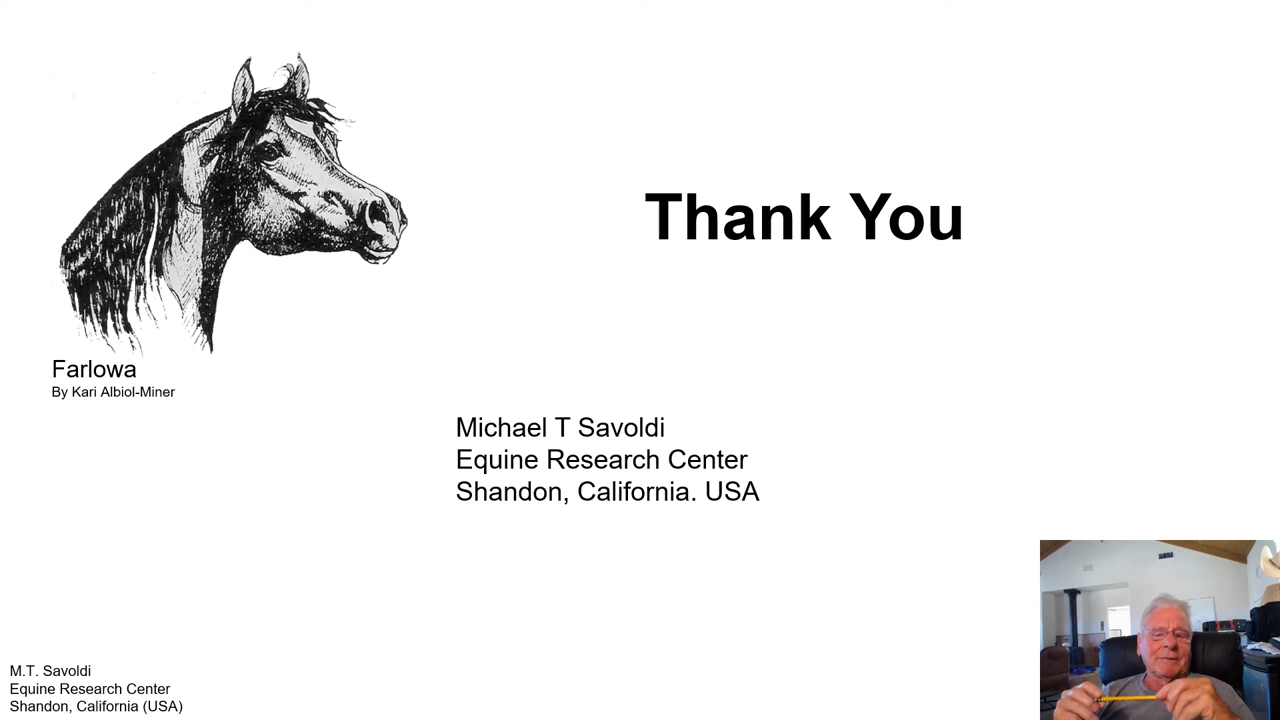 Thank You
Farlowa
By Kari Albiol-Miner
Michael T Savoldi
Equine Research Center
Shandon, California. USA
M.T. Savoldi
Equine Research Center
Shandon, California (USA)